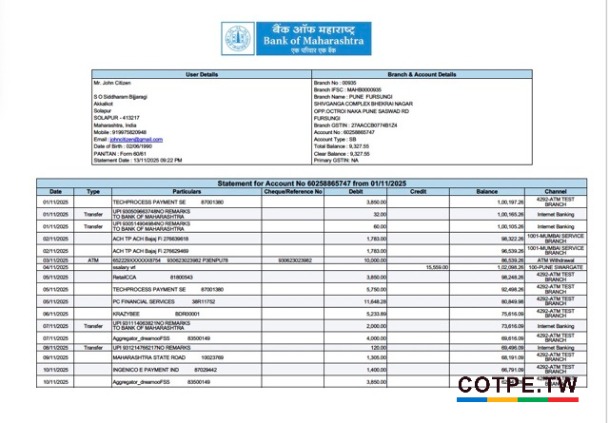 बैंक ऑफ महाराष्ट्र
Bank of Maharashtra
एक परिवार एक बैंक
User Details
Branch & Account Details
Mr. John Citizen
S O Siddharam Bijjaragi
Akkalkot
Solapur
SOLAPUR - 413217
Maharashtra, India
Mobile : 919975820948
Email : johncitizen@gmail.com
Date of Birth : 02/06/1990
PAN/TAN : Form 60/61
Statement Date : 13/11/2025 09:22 PM
Branch No : 00935
Branch IFSC : MAHB0000935
Branch Name : PUNE FURSUNGI
SHIVGANGA COMPLEX BHEKRAI NAGAR
OPP.OCTROI NAKA PUNE SASWAD RD
FURSUNGI
Branch GSTIN : 27AACCB0774B1Z4
Account No : 60258865747
Account Type : SB
Total Balance : 9,327.55
Clear Balance : 9,327.55
Primary GSTIN : NA
Statement for Account No 60258865747 from 01/11/2025
Date Type Particulars Cheque/Reference No Debit Credit Balance Channel
01/11/2025 TECHPROCESS PAYMENT SE 87001380 3,850.00 1,00,197.26 4292-ATM TEST BRANCH
01/11/2025 Transfer NO REMARKS TO BANK OF MAHARASHTRA 32.00 1,00,165.26 Internet Banking
01/11/2025 Transfer NO REMARKS TO BANK OF MAHARASHTRA 60.00 1,00,105.26 Internet Banking
02/11/2025 ACH TP ACH Bajaj Fi 276639618 1,783.00 98,322.26 1001-MUMBAI SERVICE BRANCH
02/11/2025 ACH TP ACH Bajaj Fi 276629469 1,783.00 96,539.26 1001-MUMBAI SERVICE BRANCH
03/11/2025 ATM 930623023982 10,000.00 86,539.26 ATM Withdrawal
04/11/2025 ssalary vrl 15,559.00 1,02,098.26 100-PUNE SWARGATE
05/11/2025 RetailCCA 81800543 3,850.00 98,248.26 4292-ATM TEST BRANCH
05/11/2025 TECHPROCESS PAYMENT SE 87001380 5,750.00 92,498.26 4292-ATM TEST BRANCH
05/11/2025 PC FINANCIAL SERVICES 38R11752 11,648.28 80,849.98 4292-ATM TEST BRANCH
06/11/2025 KRAZYBEE BDR00001 5,233.89 75,616.09 4292-ATM TEST BRANCH
07/11/2025 Transfer NO REMARKS TO BANK OF MAHARASHTRA 2,000.00 73,616.09 Internet Banking
07/11/2025 Aggregator_dreamooFSS 83500149 4,000.00 69,616.09 4292-ATM TEST BRANCH
08/11/2025 Transfer UPI 931214766217NO REMARKS 120.00 69,496.09 Internet Banking
09/11/2025 MAHARASHTRA STATE ROAD 10023769 1,305.00 68,191.09 4292-ATM TEST BRANCH
10/11/2025 INGENICO E PAYMENT IND 87029442 1,400.00 66,791.09 4292-ATM TEST BRANCH
10/11/2025 Aggregator_dreamooFSS 83500149 3,850.00 4292-ATM TEST BRANCH
COTPE.TW